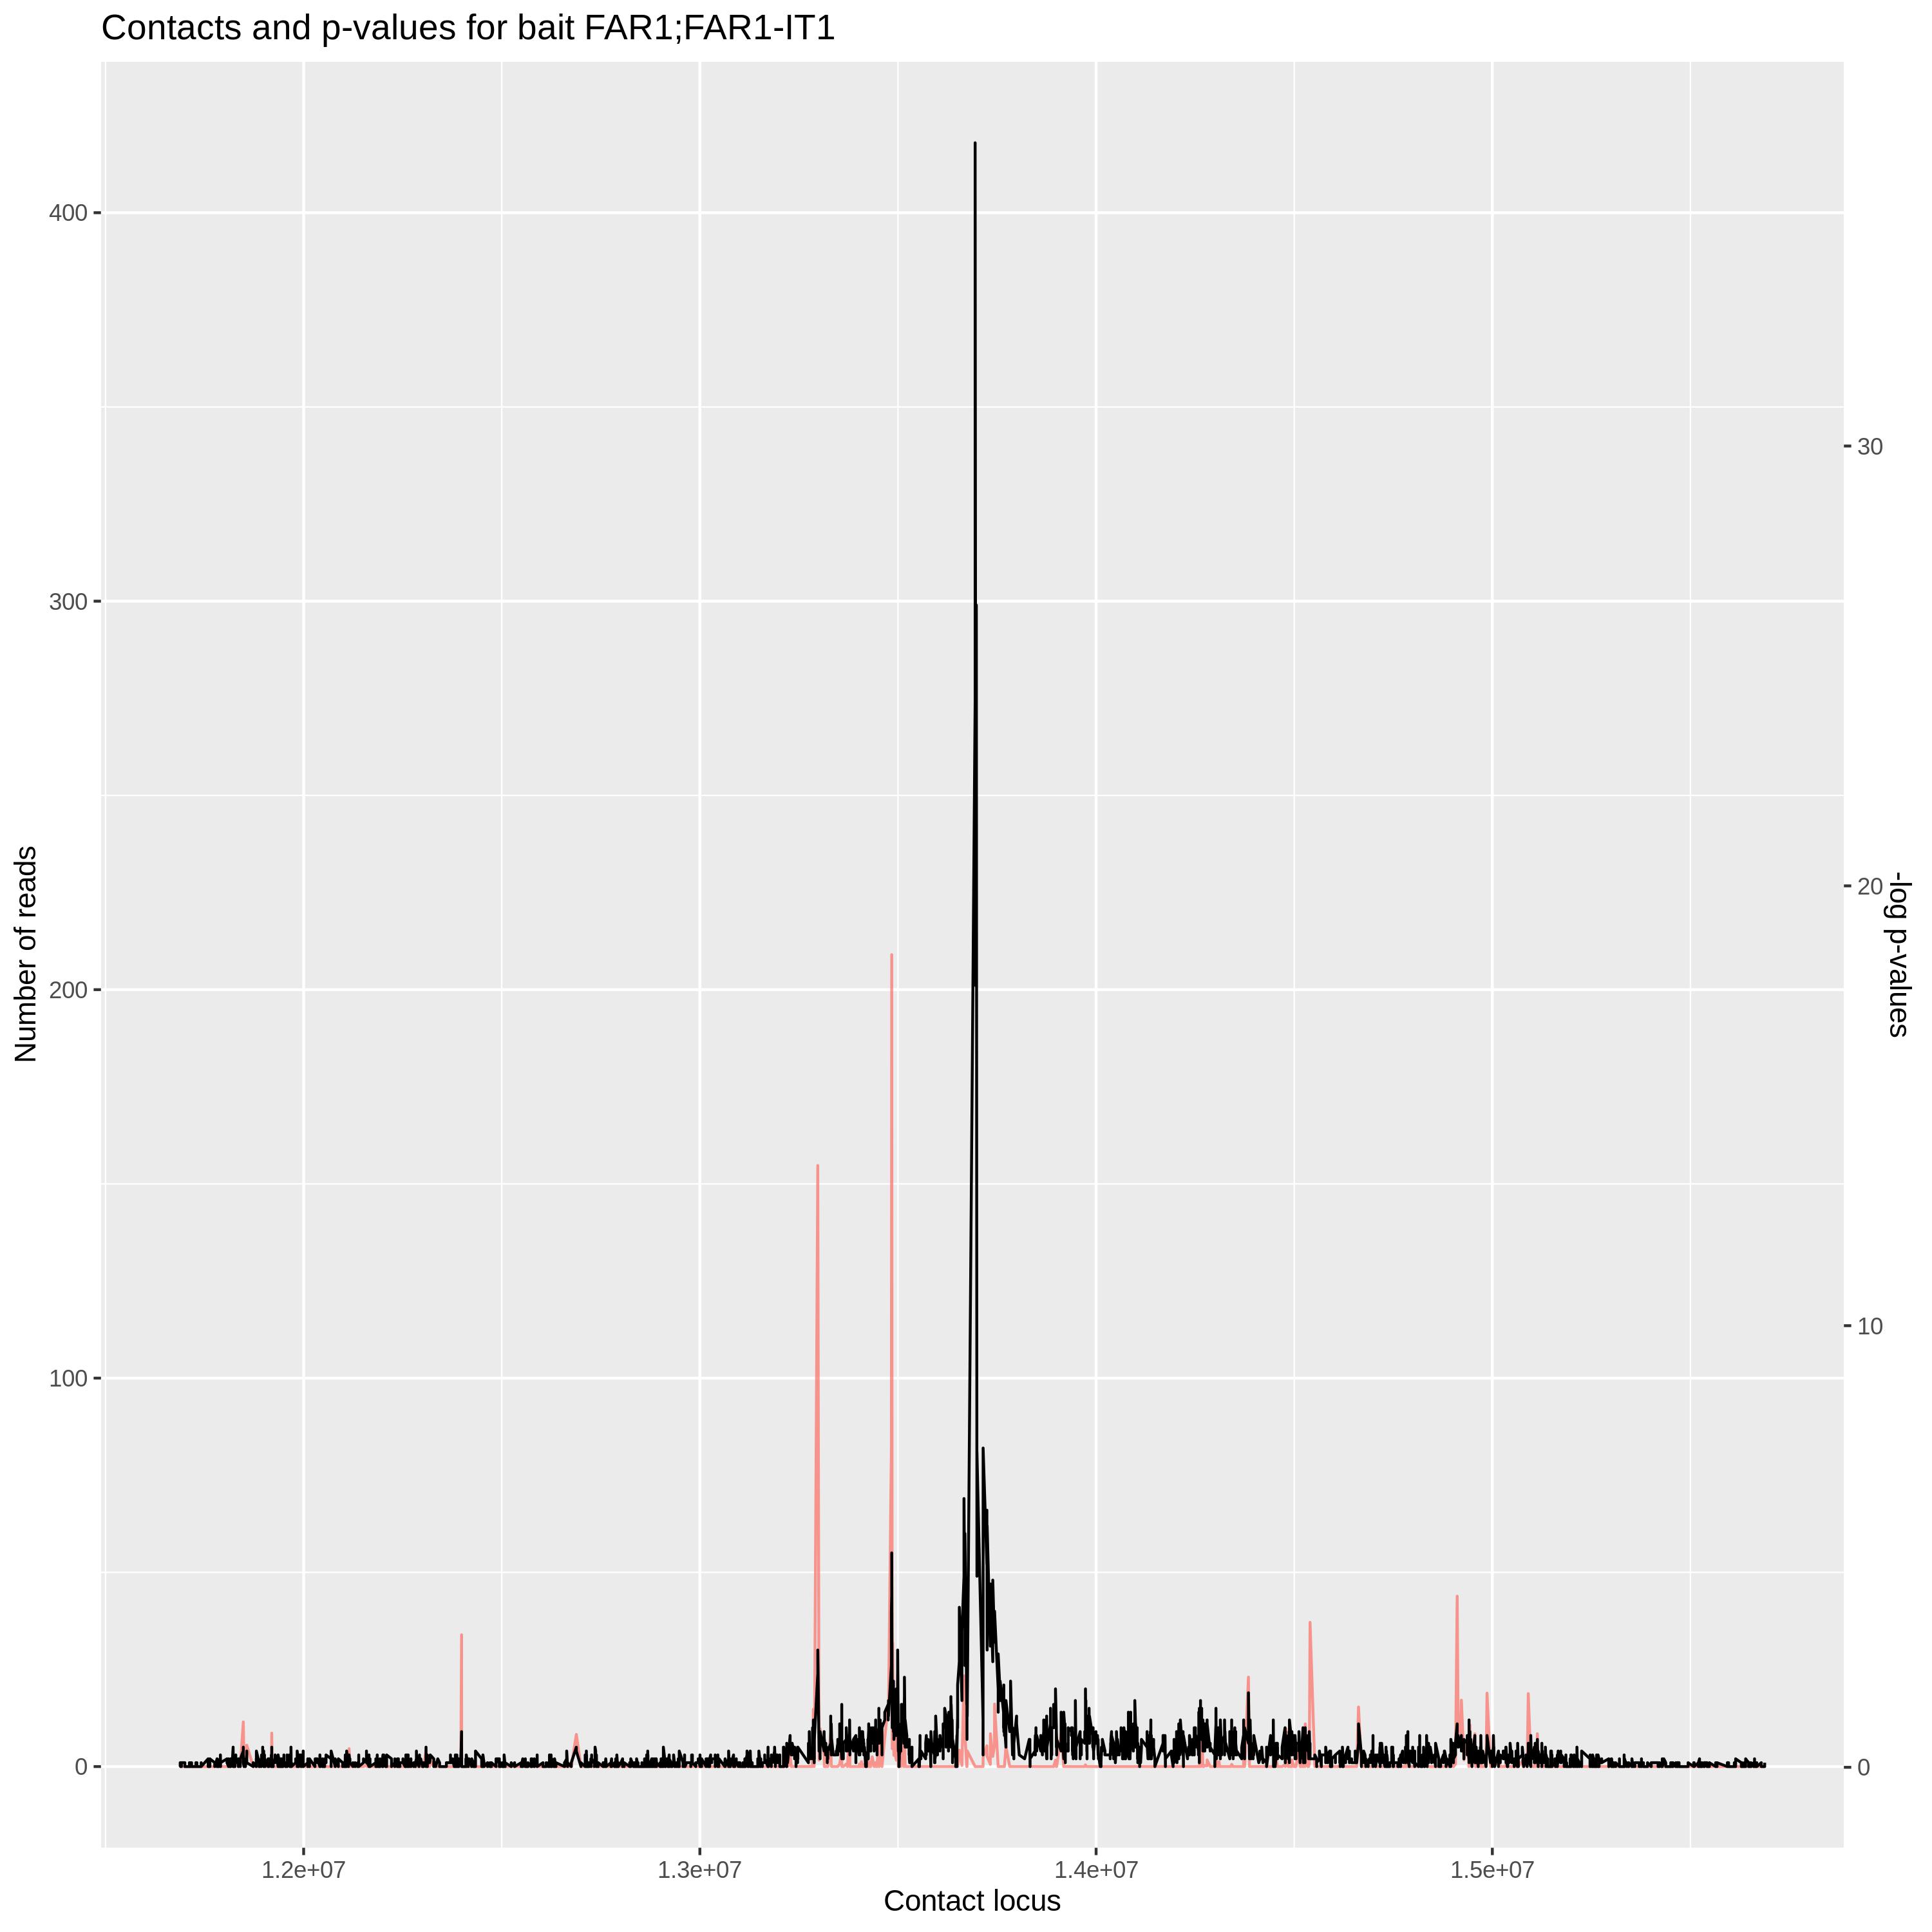 Contacts and p-values for bait FAR1;FAR1-IT1
400
300
200
100
0
30
20
10
0
Number of reads
-log p-values
1.2e+07 1.3e+07 1.4e+07 1.5e+07
Contact locus